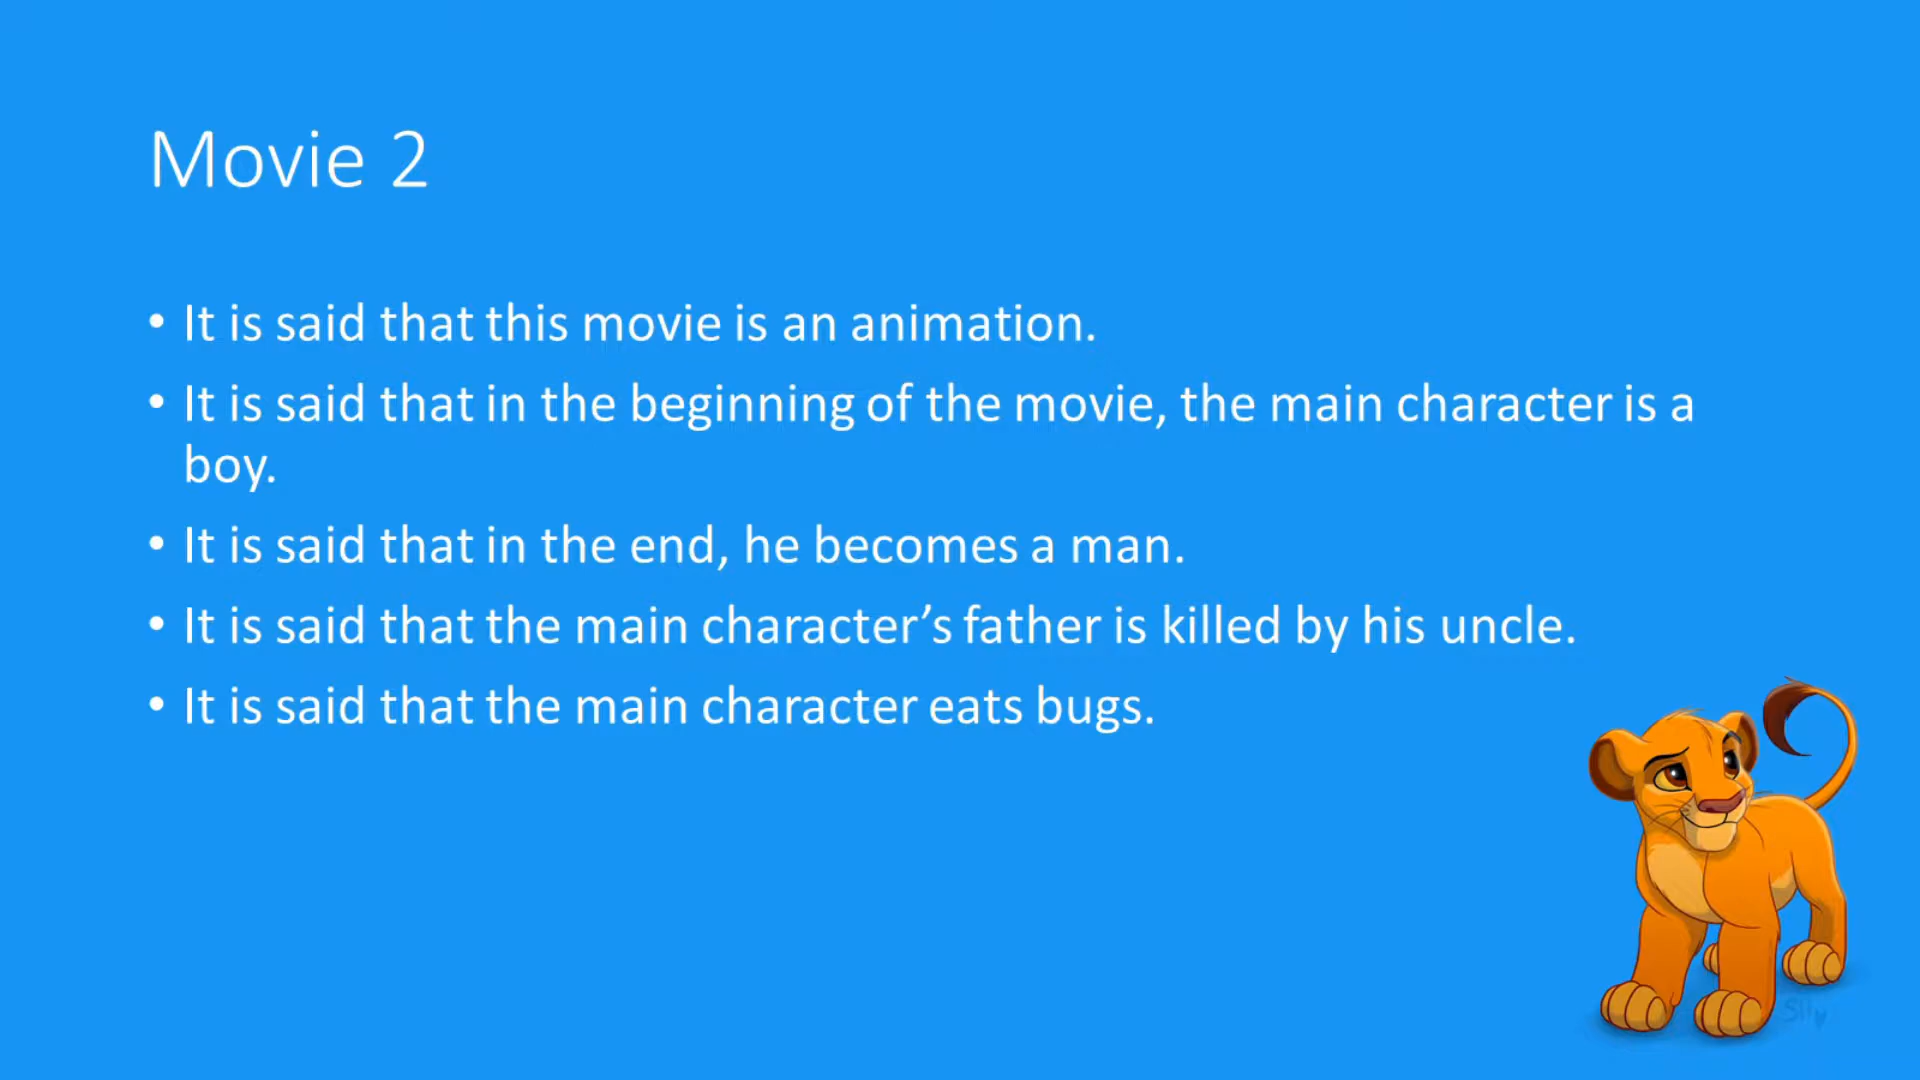 Movie 2
• It is said that this movie is an animation.
• It is said that in the beginning of the movie, the main character is a
boy.
• It is said that in the end, he becomes a man.
• It is said that the main character’s father is killed by his uncle.
• It is said that the main character eats bugs.